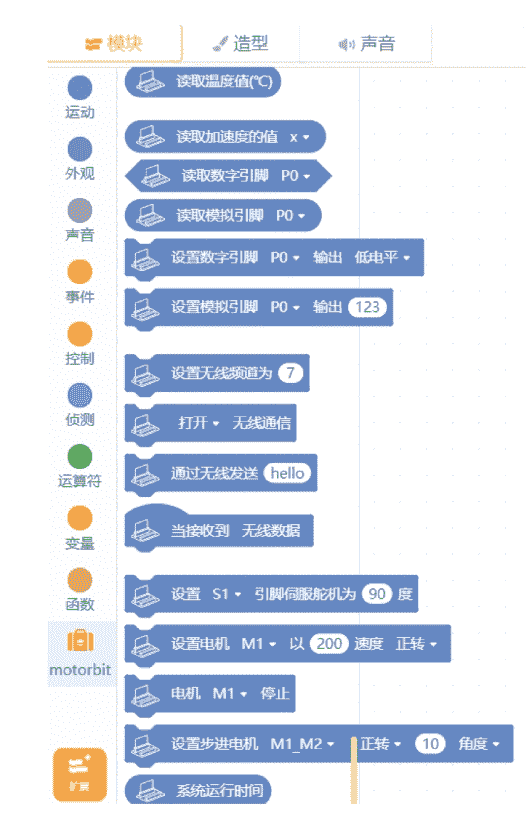 模块 造型 声音
运动
外观
声音
事件
控制
侦测
运算符
变量
函数
motorbit
扩展
读取温度值(℃)
读取加速度的值 x
读取数字引脚 P0
读取模拟引脚 P0
设置数字引脚 P0 输出 低电平
设置模拟引脚 P0 输出 123
设置无线频道为 7
打开 无线通信
通过无线发送 hello
当接收到 无线数据
设置 S1 引脚伺服舵机为 90 度
设置电机 M1 以 200 速度 正转
电机 M1 停止
设置步进电机 M1_M2 正转 10 角度
系统运行时间